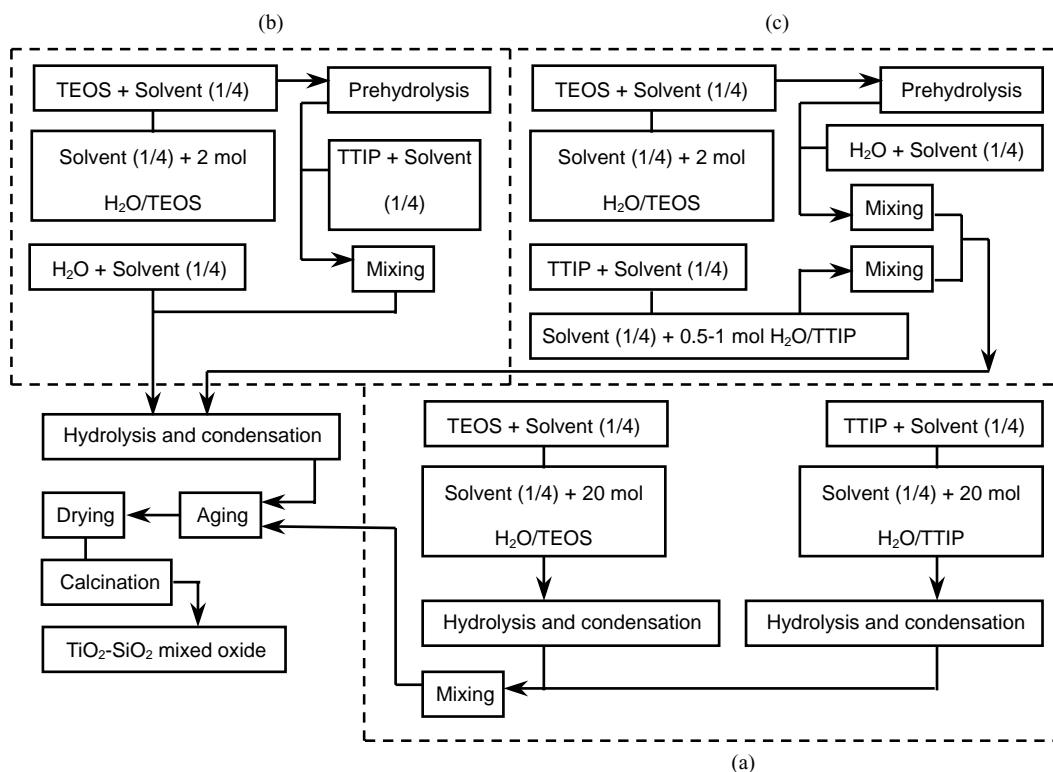 (b)
TEOS + Solvent (1/4)
Prehydrolysis
Solvent (1/4) + 2 mol
H₂O/TEOS
TTIP + Solvent
(1/4)
H₂O + Solvent (1/4)
Mixing
(c)
TEOS + Solvent (1/4)
Prehydrolysis
Solvent (1/4) + 2 mol
H₂O/TEOS
H₂O + Solvent (1/4)
Mixing
TTIP + Solvent (1/4)
Mixing
Solvent (1/4) + 0.5-1 mol H₂O/TTIP
Hydrolysis and condensation
Drying
Aging
Calcination
TiO₂-SiO₂ mixed oxide
TEOS + Solvent (1/4)
TTIP + Solvent (1/4)
Solvent (1/4) + 20 mol
H₂O/TEOS
Solvent (1/4) + 20 mol
H₂O/TTIP
Hydrolysis and condensation
Hydrolysis and condensation
Mixing
(a)